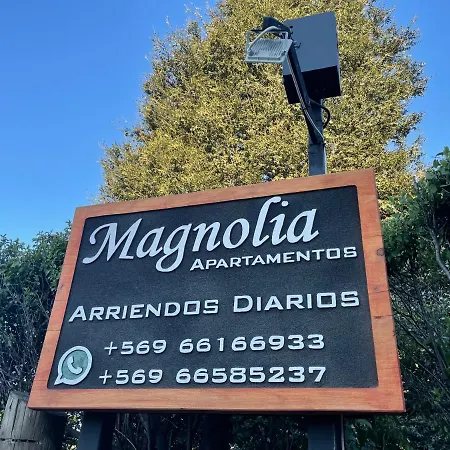 Magnolia
APARTAMENTOS
ARRIENDOS DIARIOS
+569 66166933
+569 66585237